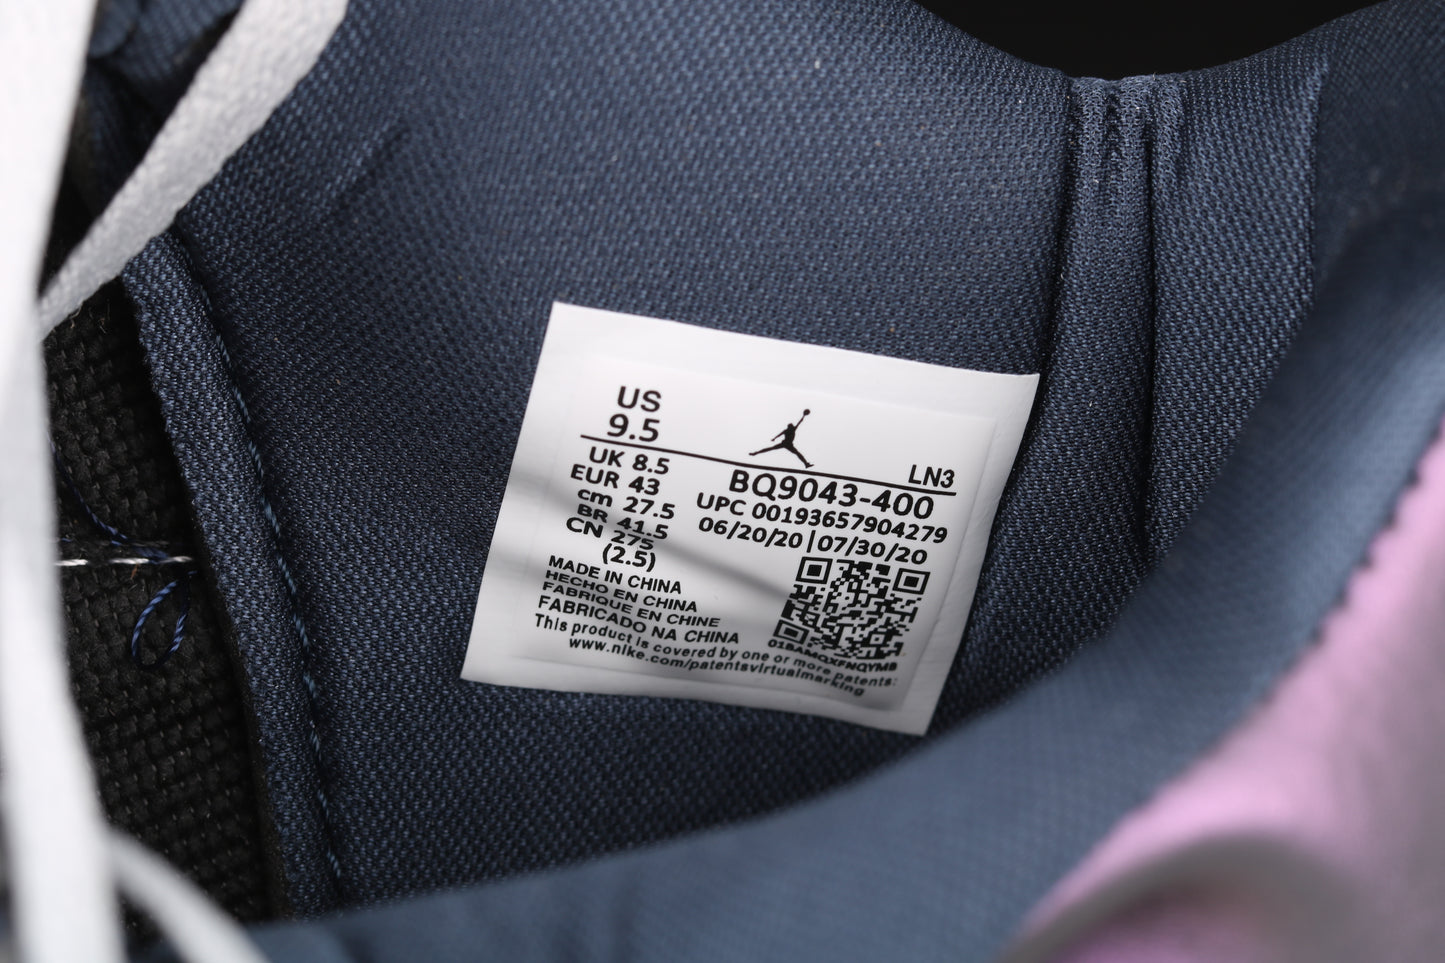 US
9.5
UK 8.5
EUR 43
cm 27.5
BR 41.5
CN 275
(2.5)
LN3
BQ9043-400
UPC 00193657904279
06/20/20|07/30/20
MADE IN CHINA
HECHO EN CHINA
FABRIQUE EN CHINE
FABRICADO NA CHINA
01BAMQXFNQYMB
This product is covered by one or more patents:
www.nike.com/patentsvirtualmarking